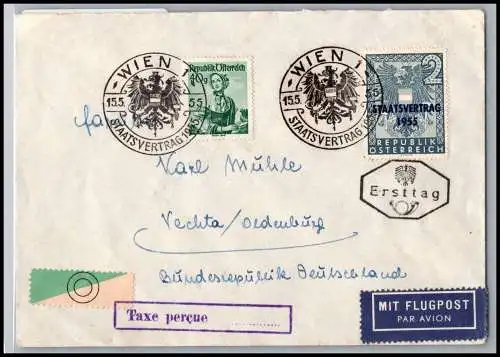 WIEN 1
15.5. 55
STAATSVERTRAG 1955
Republik Österreich
40g
WIEN 1
15.5. 55
STAATSVERTRAG 1955
2
STAATSVERTRAG
1955
REPUBLIK
ÖSTERREICH
Ersttag
Karl Mühle
Vechta/Oldenburg
Bundesrepublik Deutschland
Taxe perçue
MIT FLUGPOST
PAR AVION